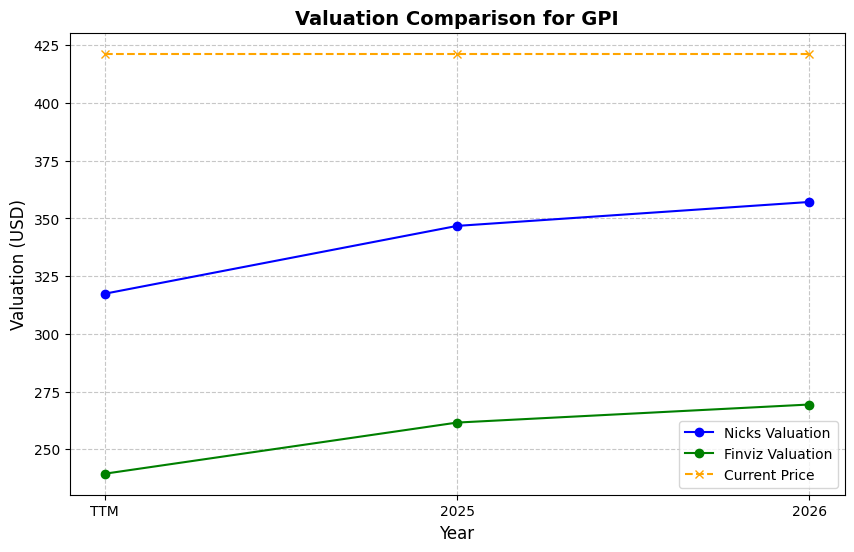 Valuation Comparison for GPI
Valuation (USD)
425
400
375
350
325
300
275
250
TTM
2025
2026
Year
Nicks Valuation
Finviz Valuation
Current Price